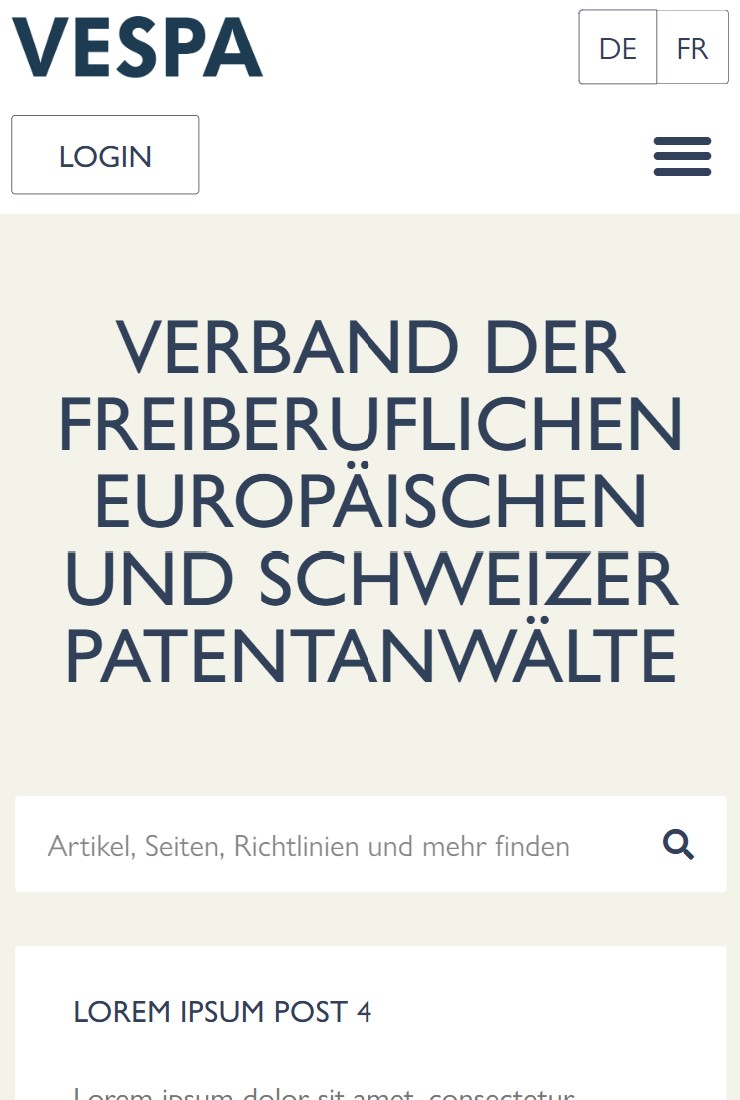 VESPA
DE FR
LOGIN
VERBAND DER
FREIBERUFLICHEN
EUROPÄISCHEN
UND SCHWEIZER
PATENTANWÄLTE
Artikel, Seiten, Richtlinien und mehr finden
LOREM IPSUM POST 4
Lorem ipsum dolor sit amet, consectetur